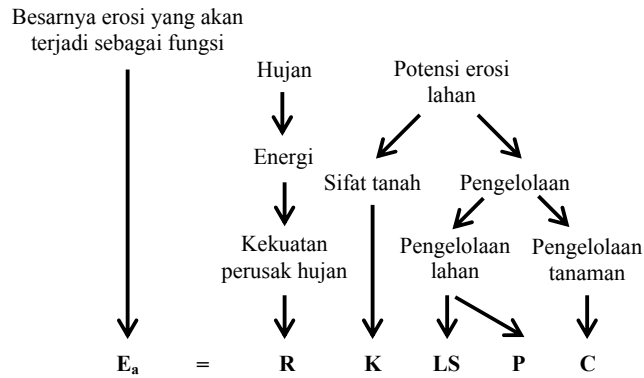 Besarnya erosi yang akan
terjadi sebagai fungsi
Hujan
Potensi erosi
lahan
Energi
Sifat tanah
Pengelolaan
Kekuatan
perusak hujan
Pengelolaan
lahan
Pengelolaan
tanaman
Eₐ = R K LS P C